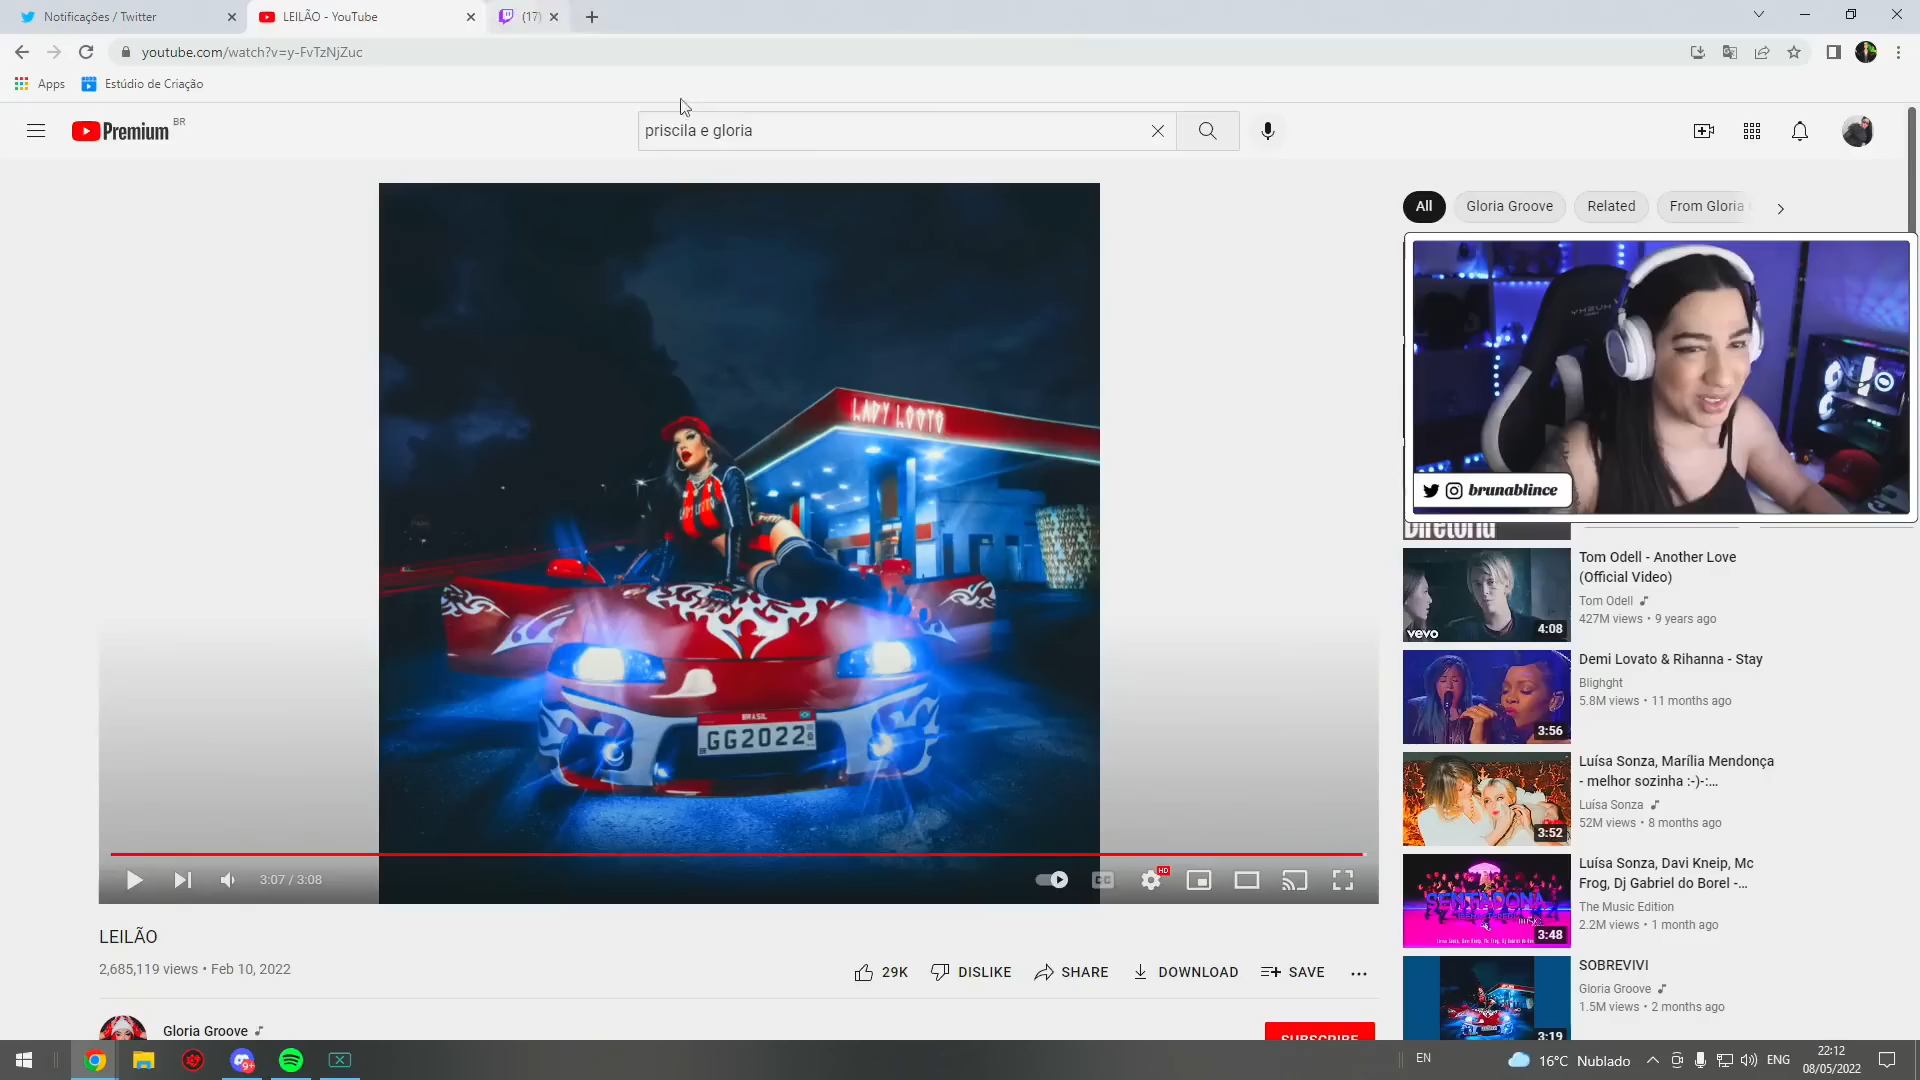 Notificações / Twitter
LEILÃO - YouTube
(17)
youtube.com/watch?v=y-FvTzNjZuc
Apps
Estúdio de Criação
Premium BR
priscila e gloria
All
Gloria Groove
Related
From Gloria
LADY LOOTO
LADY LOOTO
BRASIL
GG2022
3:07 / 3:08
CC
HD
LEILÃO
2,685,119 views • Feb 10, 2022
29K
DISLIKE
SHARE
DOWNLOAD
SAVE
Gloria Groove
SUBSCRIBE
brunablince
Diretoria
vevo
4:08
Tom Odell - Another Love
(Official Video)
Tom Odell
427M views • 9 years ago
3:56
Demi Lovato & Rihanna - Stay
Blighght
5.8M views • 11 months ago
3:52
Luísa Sonza, Marília Mendonça
- melhor sozinha :-)-:...
Luísa Sonza
52M views • 8 months ago
SENTADONA
3:48
Luísa Sonza, Davi Kneip, Mc
Frog, Dj Gabriel do Borel -...
The Music Edition
2.2M views • 1 month ago
3:19
SOBREVIVI
Gloria Groove
1.5M views • 2 months ago
9+
EN
16°C Nublado
ENG
22:12
08/05/2022